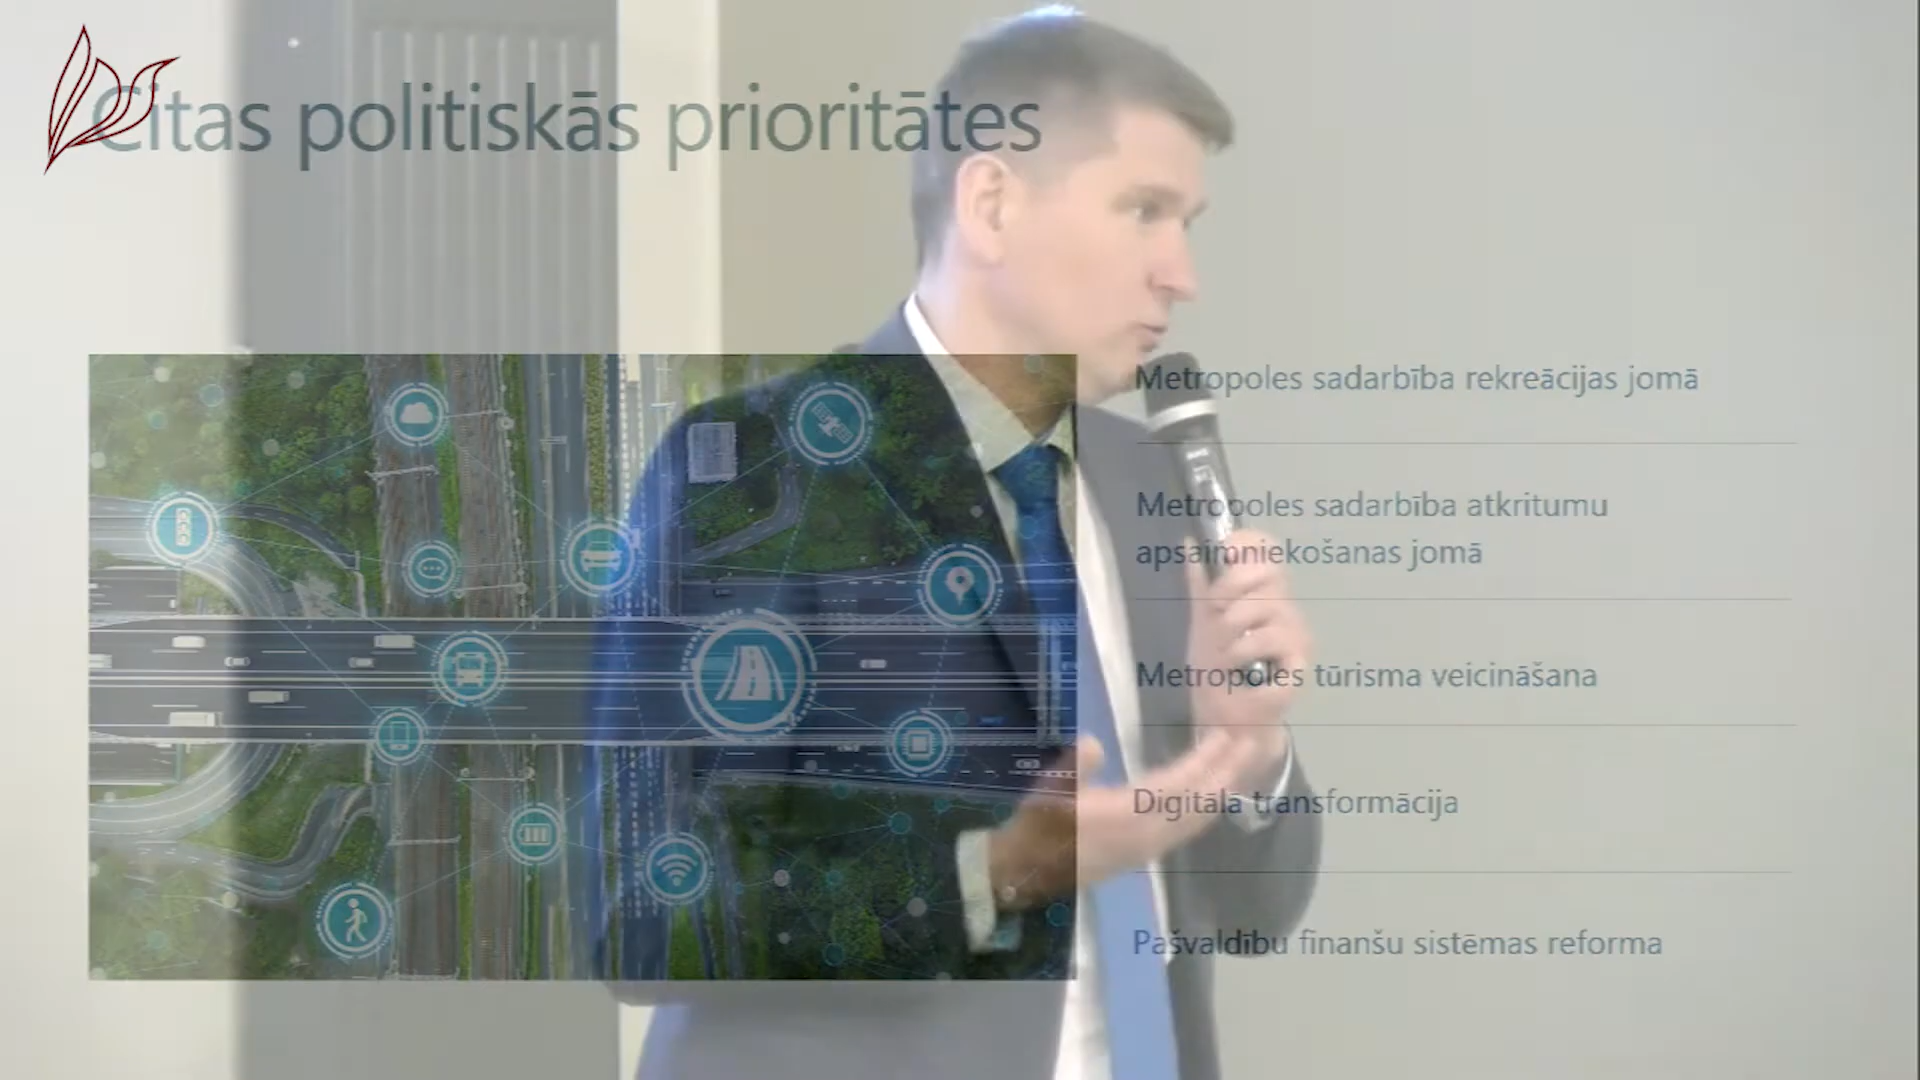 Citas politiskās prioritātes
Metropoles sadarbība rekreācijas jomā
Metropoles sadarbība atkritumu
apsaimniekošanas jomā
Metropoles tūrisma veicināšana
Digitāla transformācija
Pašvaldību finanšu sistēmas reforma